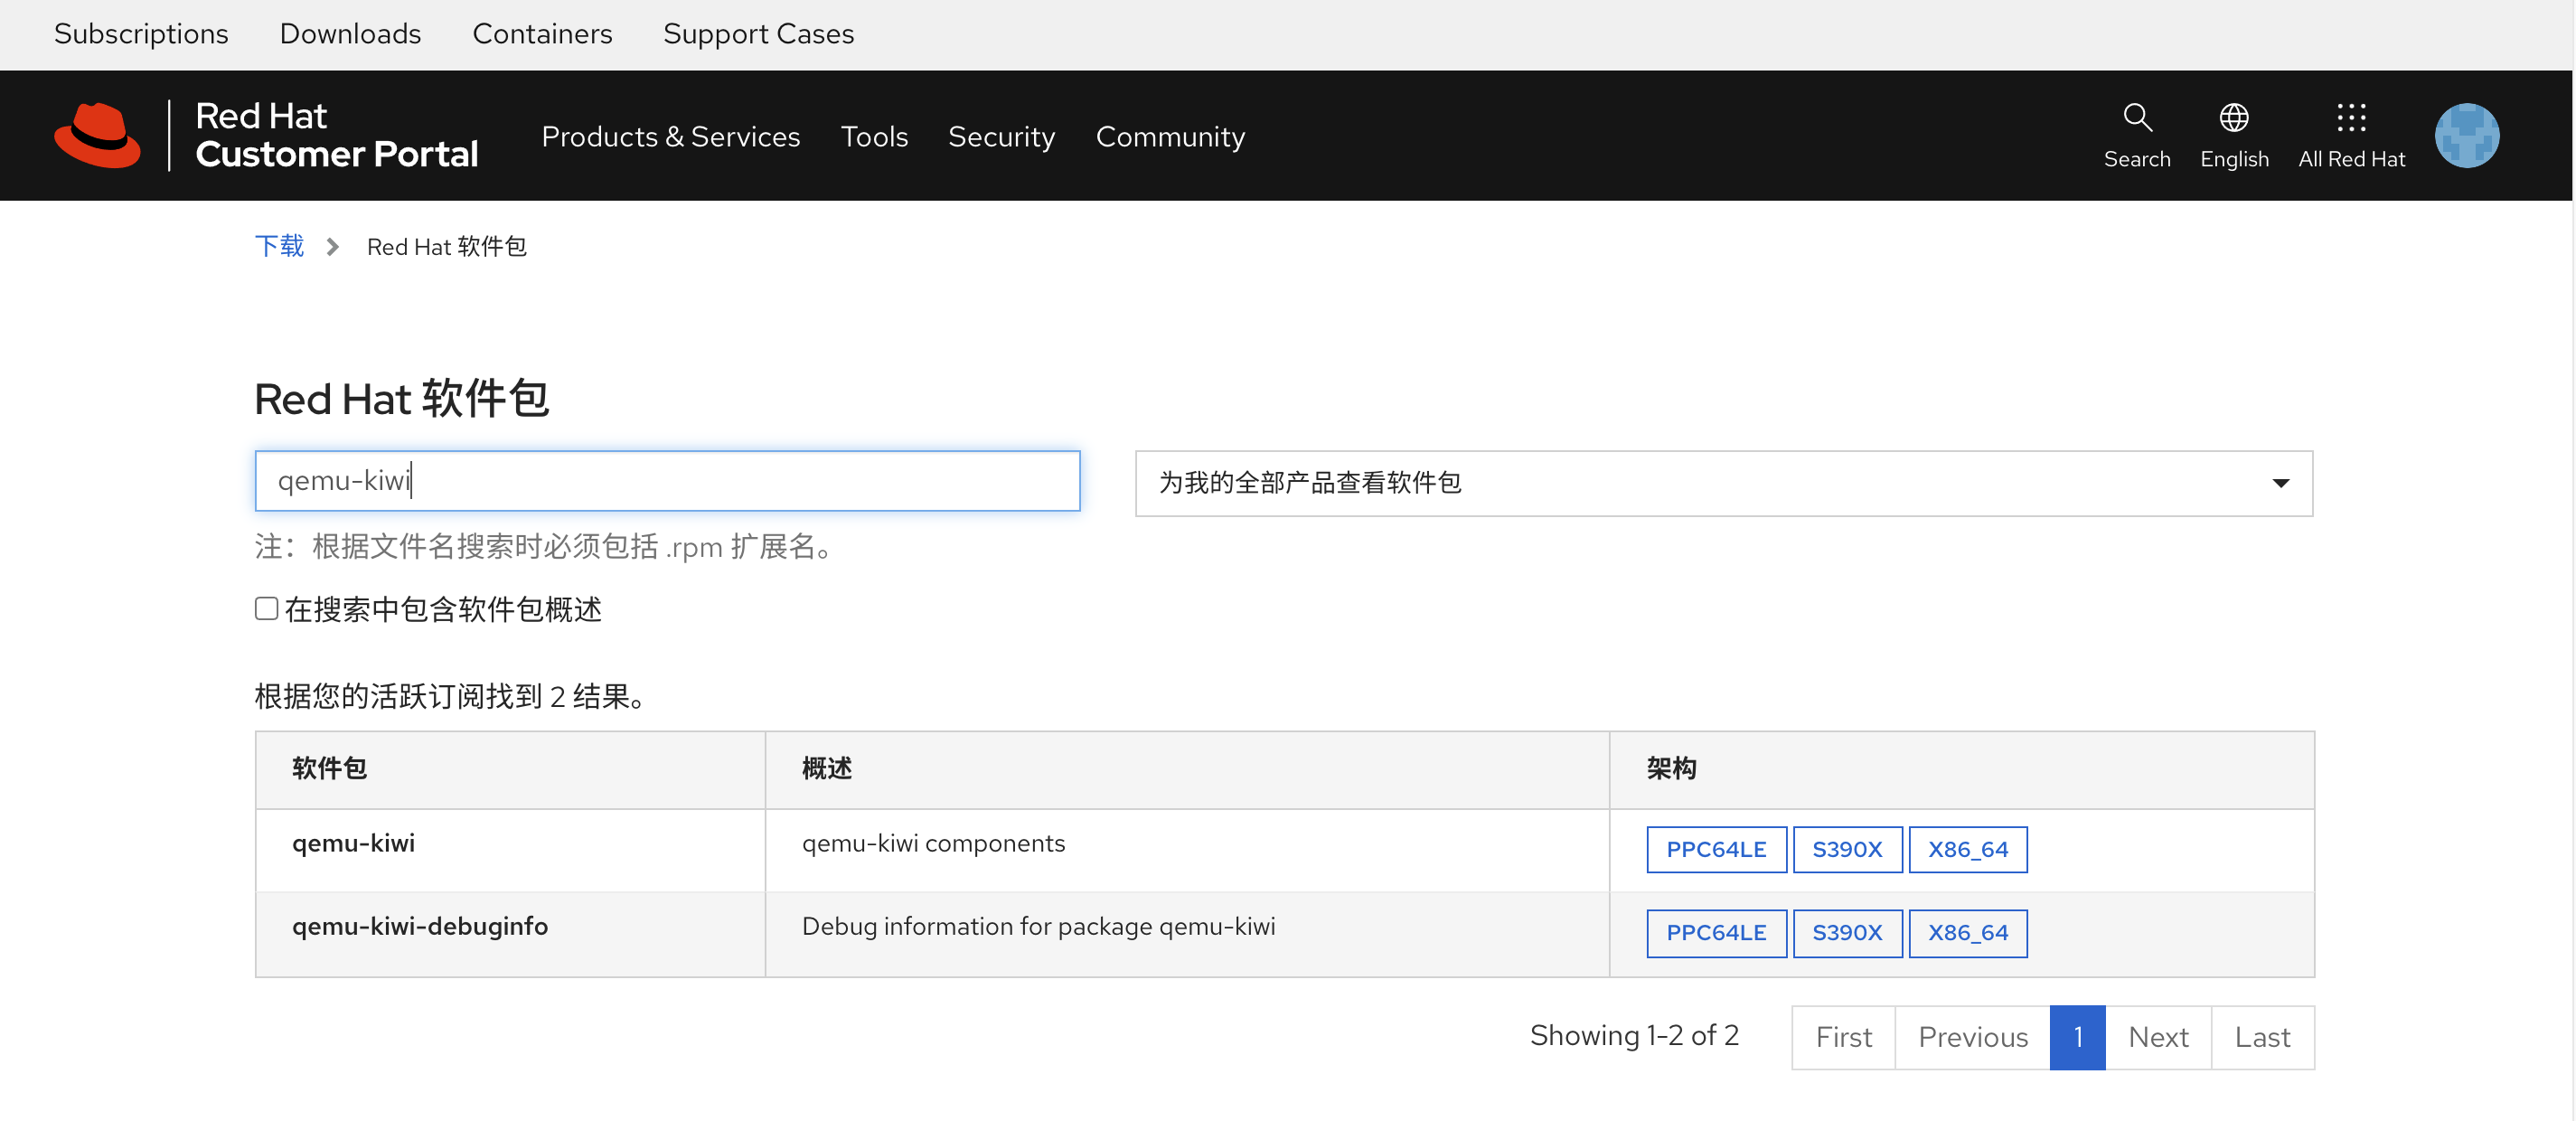 Subscriptions Downloads Containers Support Cases
Red Hat
Customer Portal
Products & Services Tools Security Community
Search English All Red Hat
下载 Red Hat 软件包
Red Hat 软件包
qemu-kiwi
为我的全部产品查看软件包
注：根据文件名搜索时必须包括 .rpm 扩展名。
在搜索中包含软件包概述
根据您的活跃订阅找到 2 结果。
软件包 概述 架构
qemu-kiwi qemu-kiwi components PPC64LE S390X X86_64
qemu-kiwi-debuginfo Debug information for package qemu-kiwi PPC64LE S390X X86_64
Showing 1-2 of 2 First Previous 1 Next Last